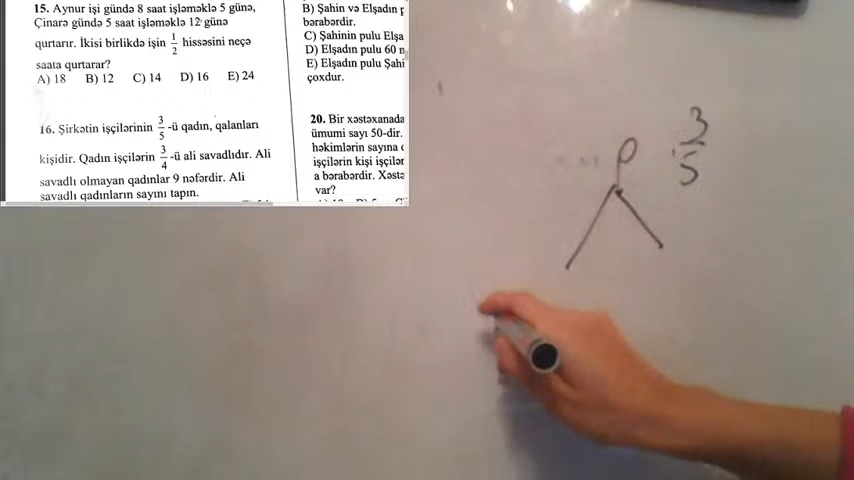 15. Aynur işi gündə 8 saat işləməklə 5 günə,
Çinarə gündə 5 saat işləməklə 12 günə
qurtarır. İkisi birlikdə işin 1/2 hissəsini neçə
saata qurtarar?
A) 18 B) 12 C) 14 D) 16 E) 24
16. Şirkətin işçilərinin 3/5 -ü qadın, qalanları
kişidir. Qadın işçilərin 3/4 -ü ali savadlıdır. Ali
savadlı olmayan qadınlar 9 nəfərdir. Ali
savadlı qadınların sayını tapın.
B) Şahin və Elşadın
bərabərdir.
C) Şahinin pulu Elşa
D) Elşadın pulu 60
E) Elşadın pulu Şahi
çoxdur.
20. Bir xəstəxanada
ümumi sayı 50-dir.
həkimlərin sayına
işçilərin kişi işçilər
a bərabərdir. Xəstə
var?
3/5